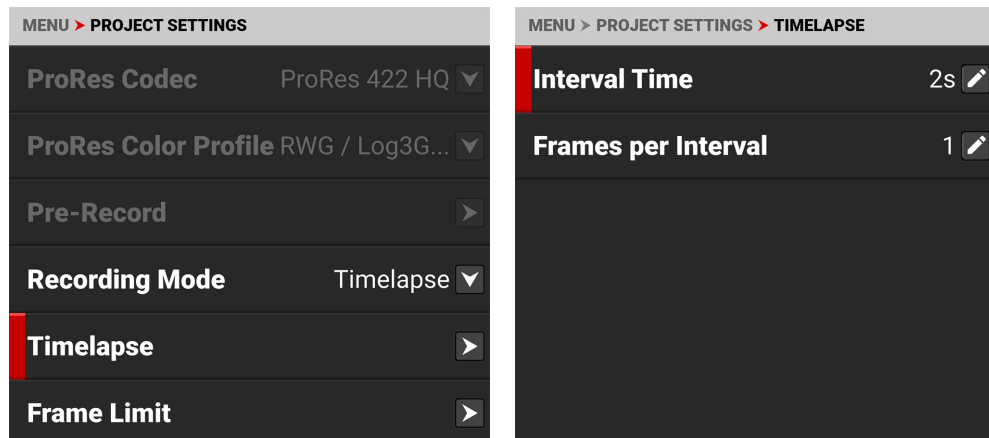 MENU ➤ PROJECT SETTINGS
ProRes Codec ProRes 422 HQ
ProRes Color Profile RWG / Log3G...
Pre-Record
Recording Mode Timelapse
Timelapse
Frame Limit
MENU ➤ PROJECT SETTINGS ➤ TIMELAPSE
Interval Time 2s
Frames per Interval 1